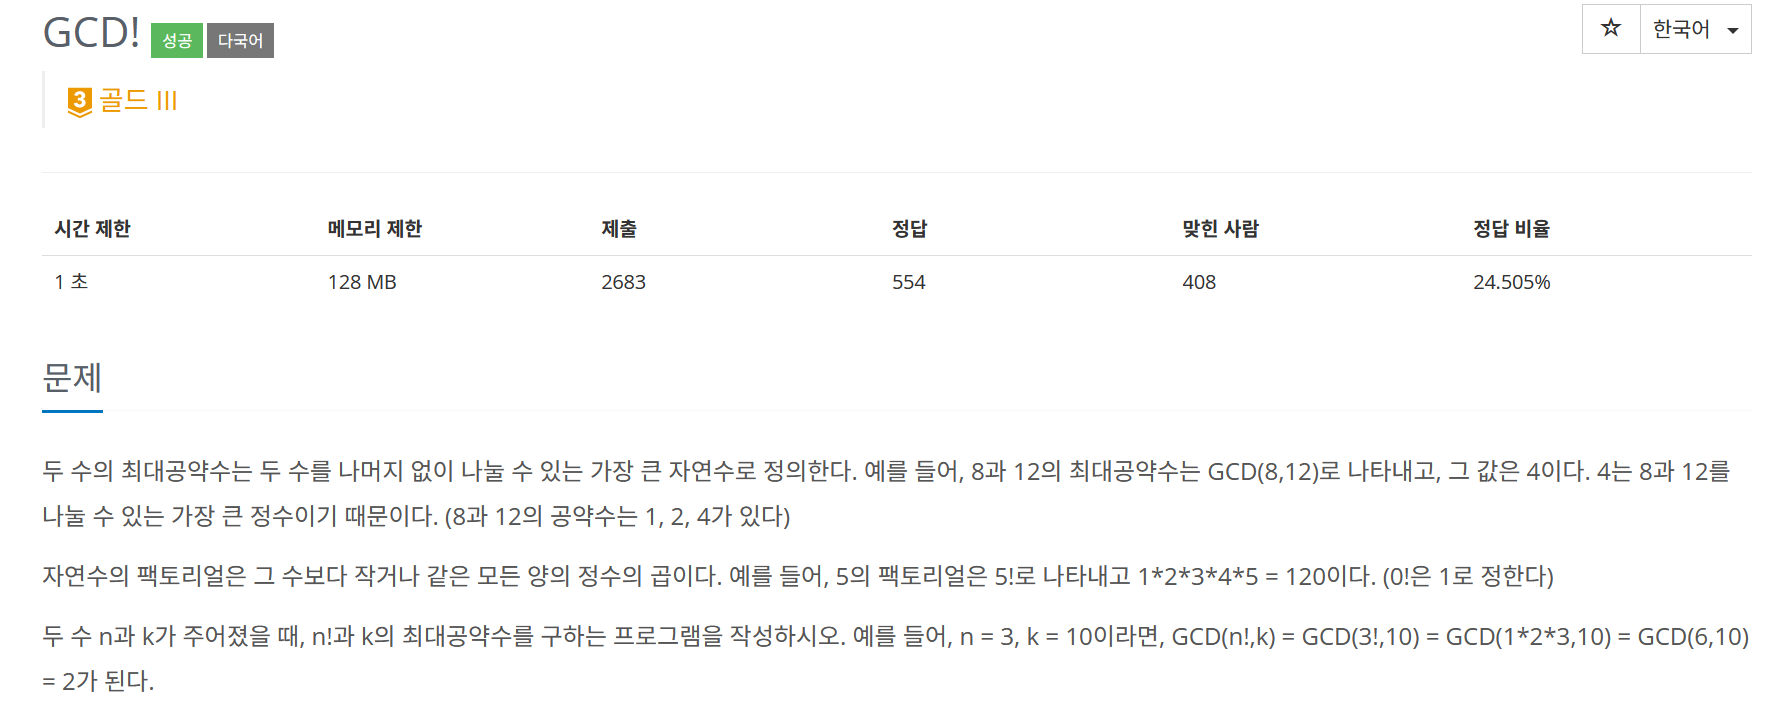 GCD! 성공 다국어
☆ 한국어
3 골드 III
시간 제한 메모리 제한 제출 정답 맞힌 사람 정답 비율
1 초 128 MB 2683 554 408 24.505%
문제
두 수의 최대공약수는 두 수를 나머지 없이 나눌 수 있는 가장 큰 자연수로 정의한다. 예를 들어, 8과 12의 최대공약수는 GCD(8,12)로 나타내고, 그 값은 4이다. 4는 8과 12를
나눌 수 있는 가장 큰 정수이기 때문이다. (8과 12의 공약수는 1, 2, 4가 있다)
자연수의 팩토리얼은 그 수보다 작거나 같은 모든 양의 정수의 곱이다. 예를 들어, 5의 팩토리얼은 5!로 나타내고 1*2*3*4*5 = 120이다. (0!은 1로 정한다)
두 수 n과 k가 주어졌을 때, n!과 k의 최대공약수를 구하는 프로그램을 작성하시오. 예를 들어, n = 3, k = 10이라면, GCD(n!,k) = GCD(3!,10) = GCD(1*2*3,10) = GCD(6,10)
= 2가 된다.